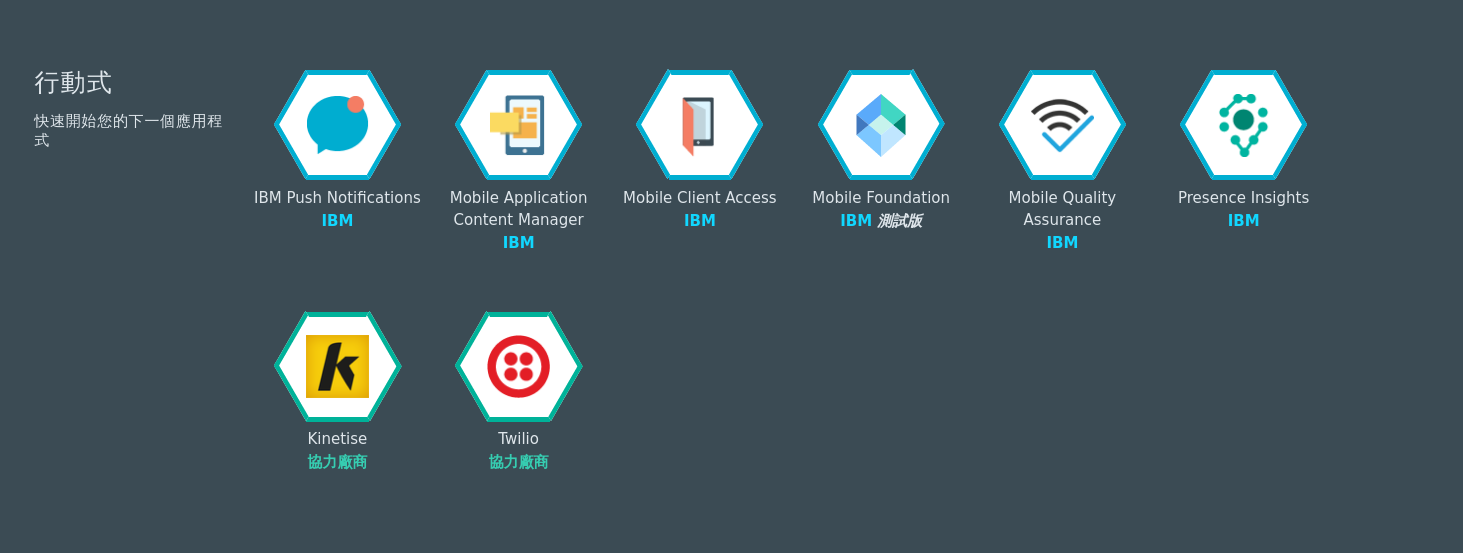 行動式
快速開始您的下一個應用程
式
IBM Push Notifications
IBM
Mobile Application
Content Manager
IBM
Mobile Client Access
IBM
Mobile Foundation
IBM 測試版
Mobile Quality
Assurance
IBM
Presence Insights
IBM
k
Kinetise
協力廠商
Twilio
協力廠商